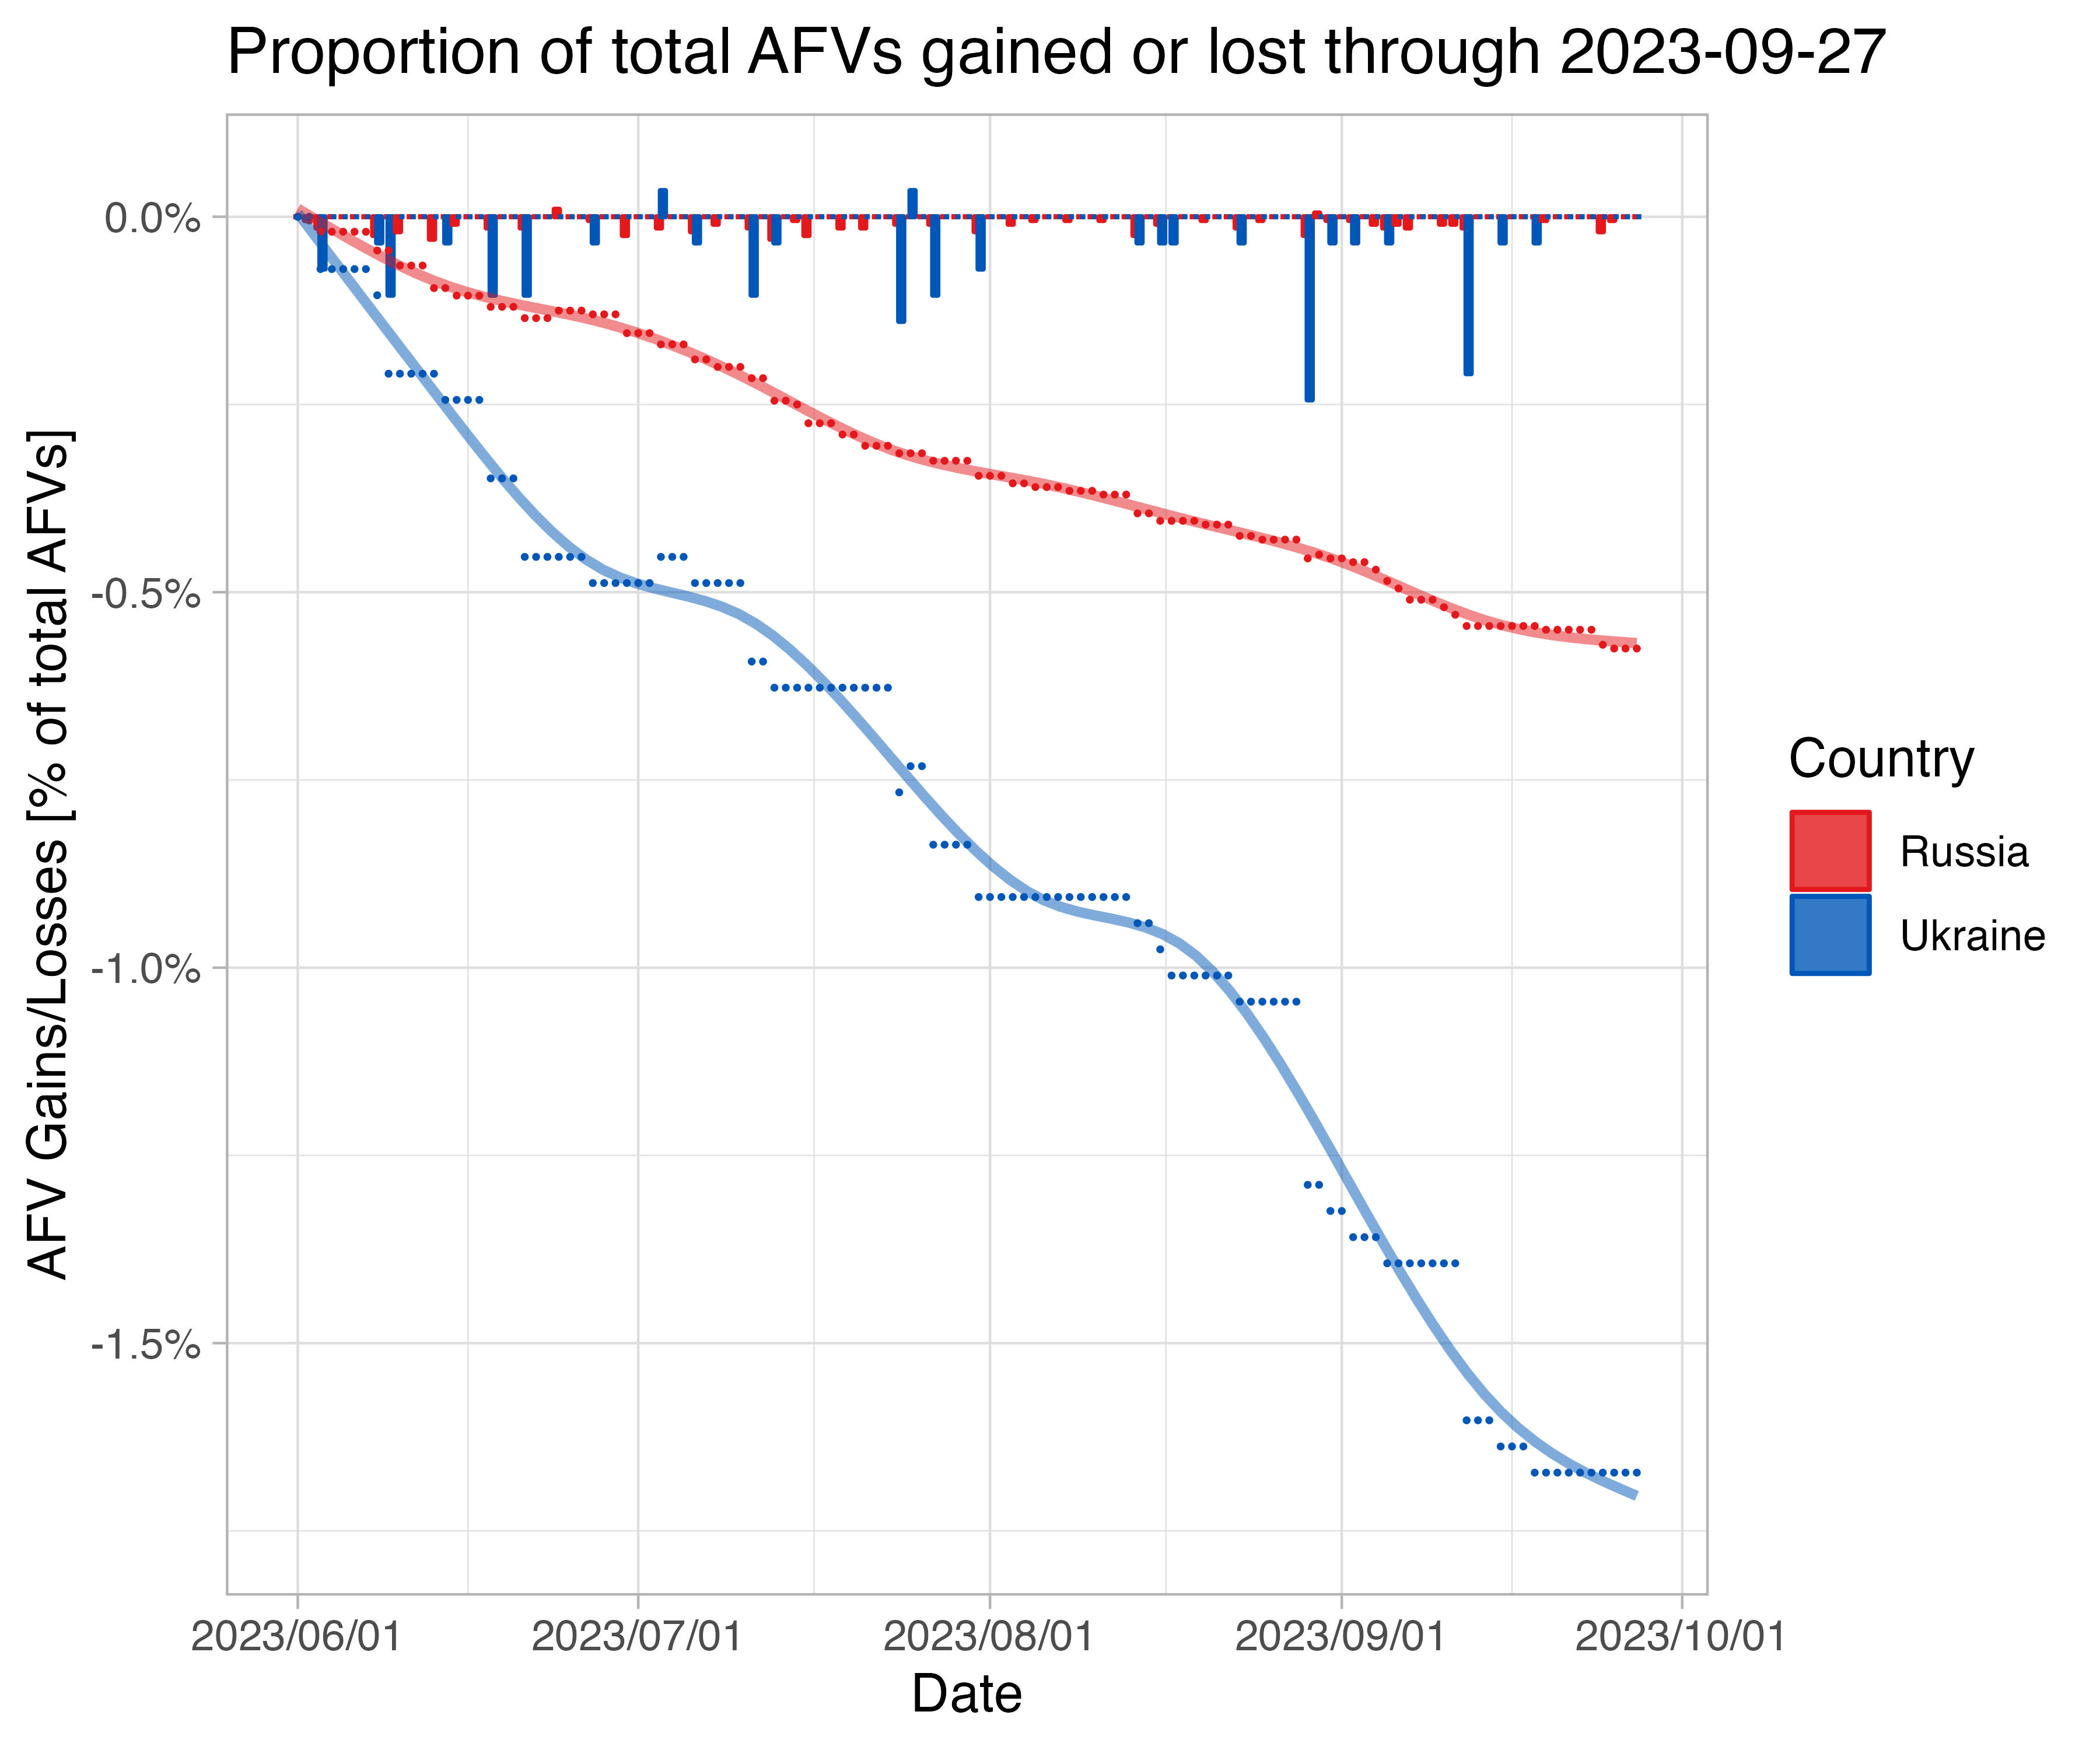 Proportion of total AFVs gained or lost through 2023-09-27
AFV Gains/Losses [% of total AFVs]
0.0%
-0.5%
-1.0%
-1.5%
2023/06/01
2023/07/01
2023/08/01
2023/09/01
2023/10/01
Date
Country
Russia
Ukraine